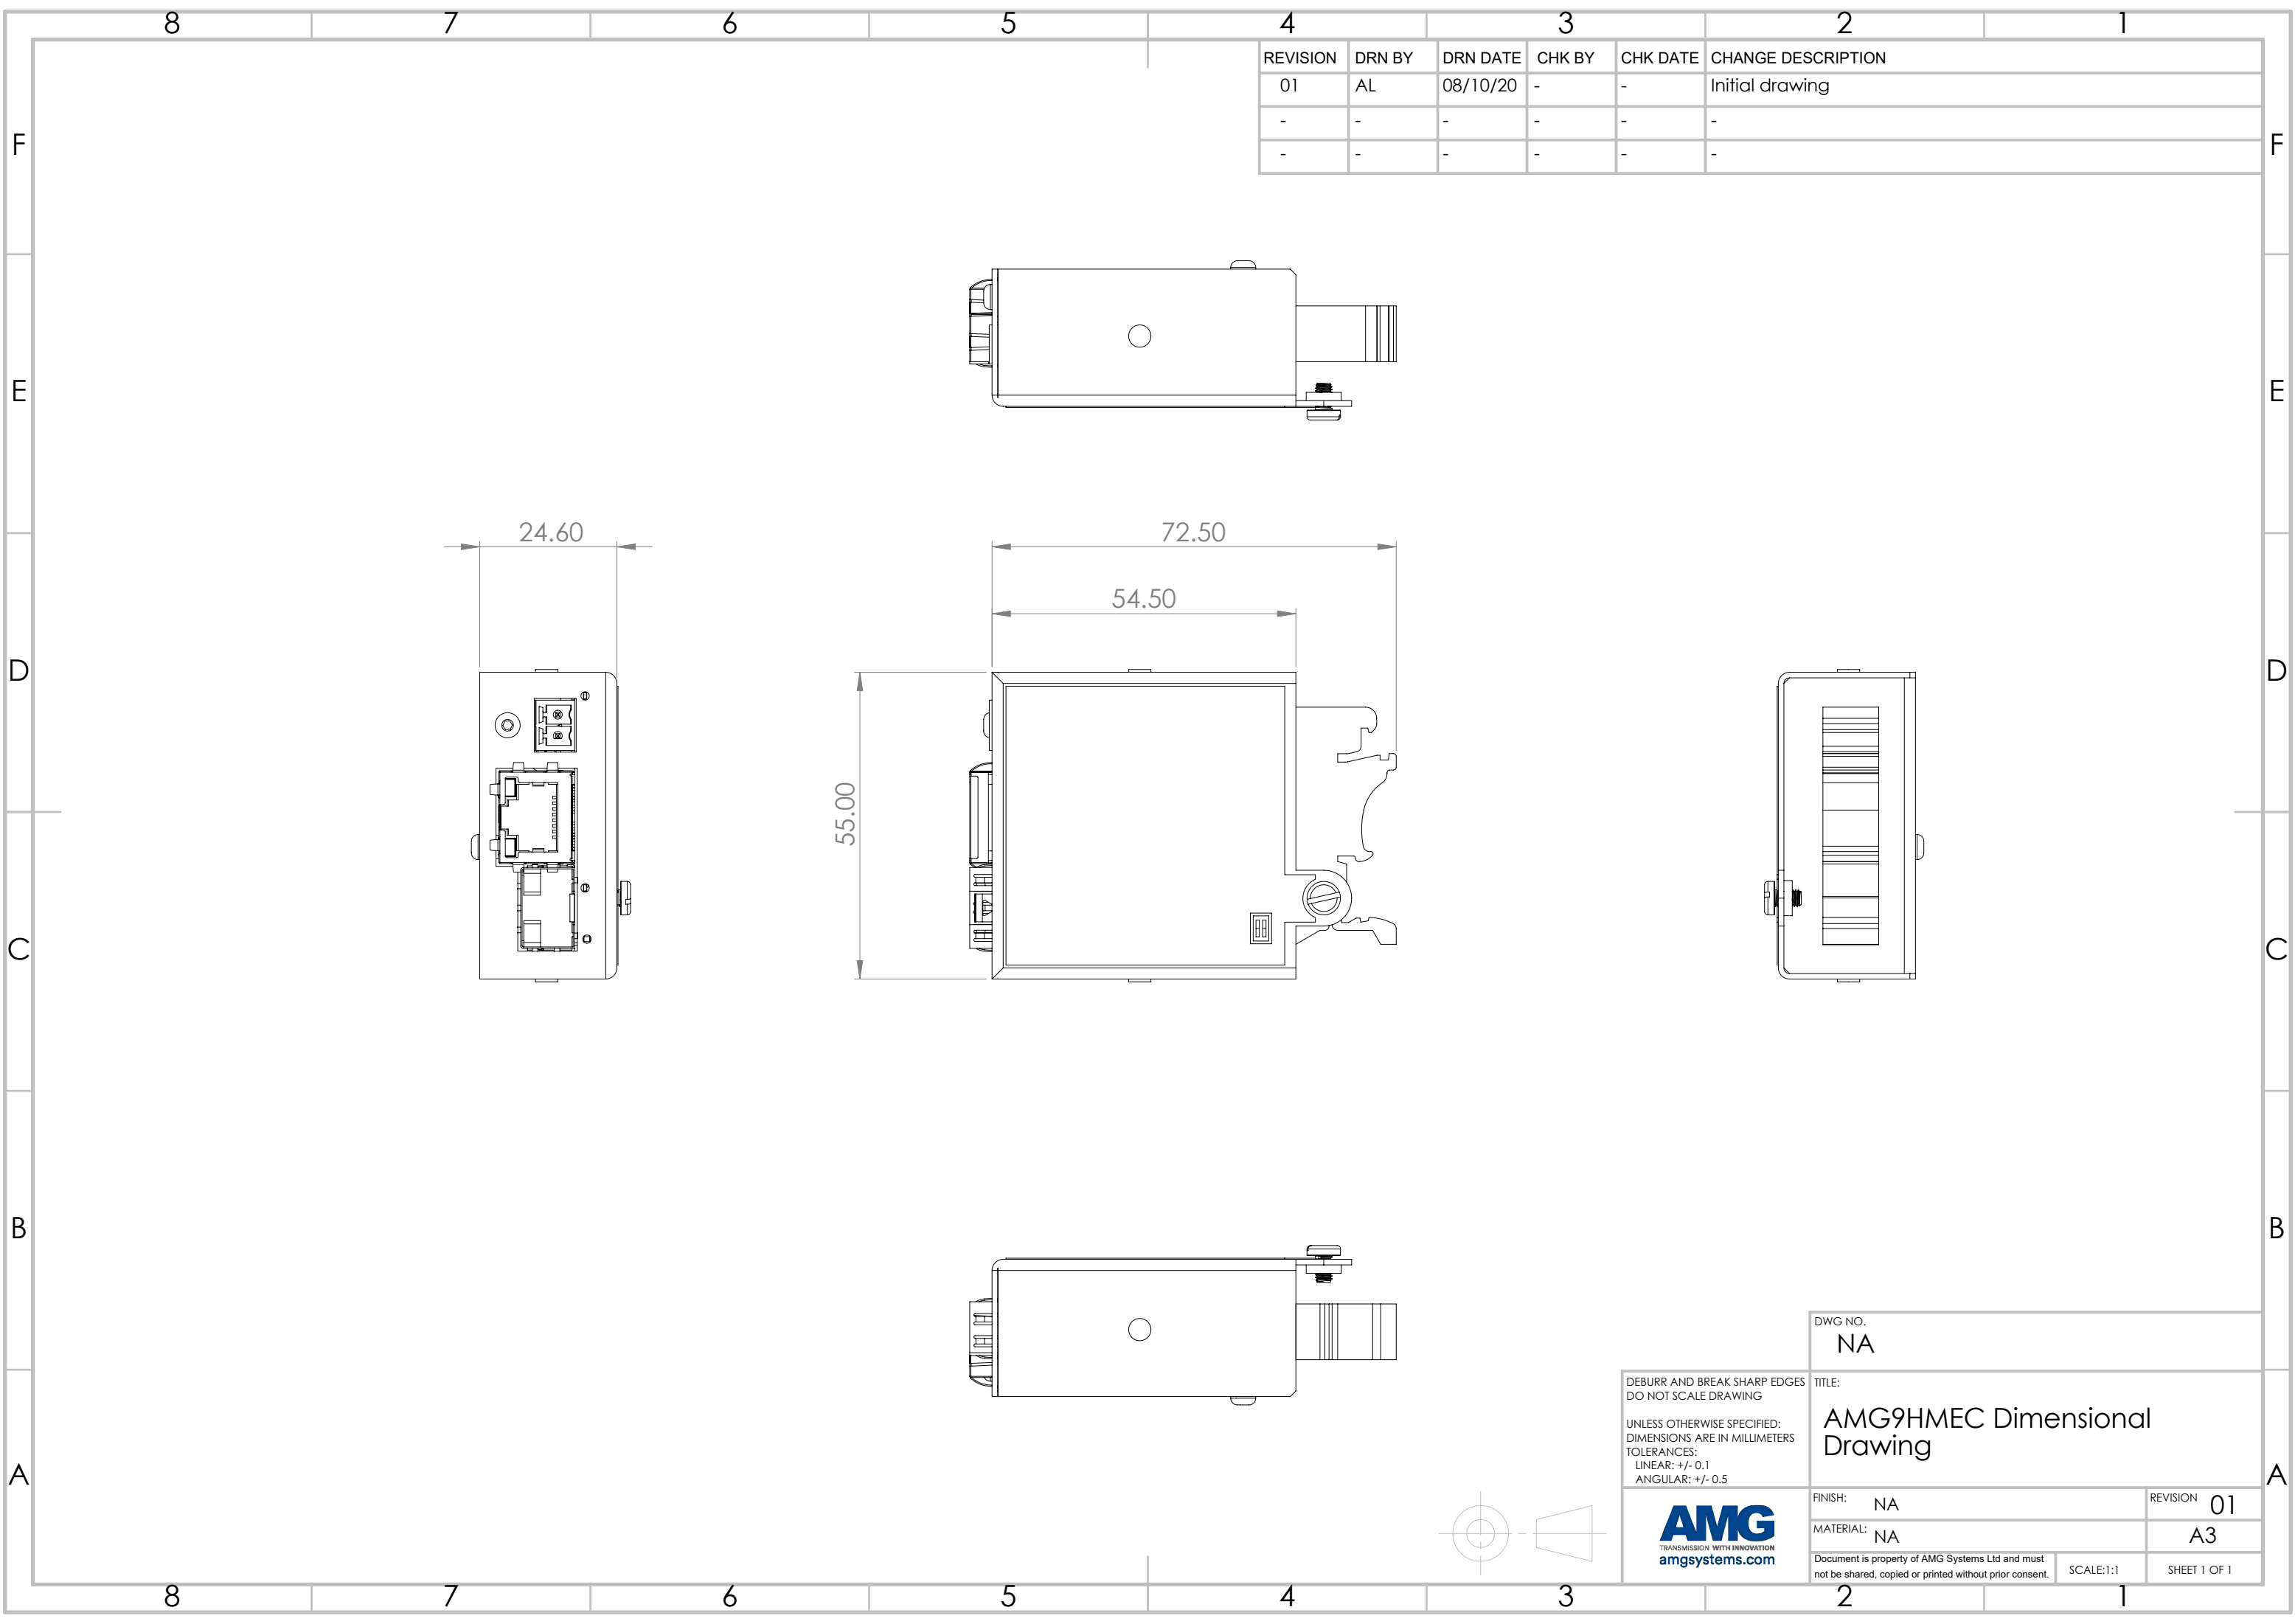 8 7 6 5 4 3 2 1
REVISION DRN BY DRN DATE CHK BY CHK DATE CHANGE DESCRIPTION
01 AL 08/10/20 - - Initial drawing
- - - - - -
- - - - - -
F F
E E
24.60 72.50
54.50
D D
55.00
C C
B B
DWG NO.
NA
DEBURR AND BREAK SHARP EDGES
DO NOT SCALE DRAWING
UNLESS OTHERWISE SPECIFIED:
DIMENSIONS ARE IN MILLIMETERS
TOLERANCES:
LINEAR: +/- 0.1
ANGULAR: +/- 0.5
TITLE:
AMG9HMEC Dimensional
Drawing
A A
AMG
TRANSMISSION WITH INNOVATION
amgsystems.com
FINISH: NA
REVISION 01
MATERIAL: NA
A3
Document is property of AMG Systems Ltd and must
not be shared, copied or printed without prior consent.
SCALE:1:1
SHEET 1 OF 1
8 7 6 5 4 3 2 1